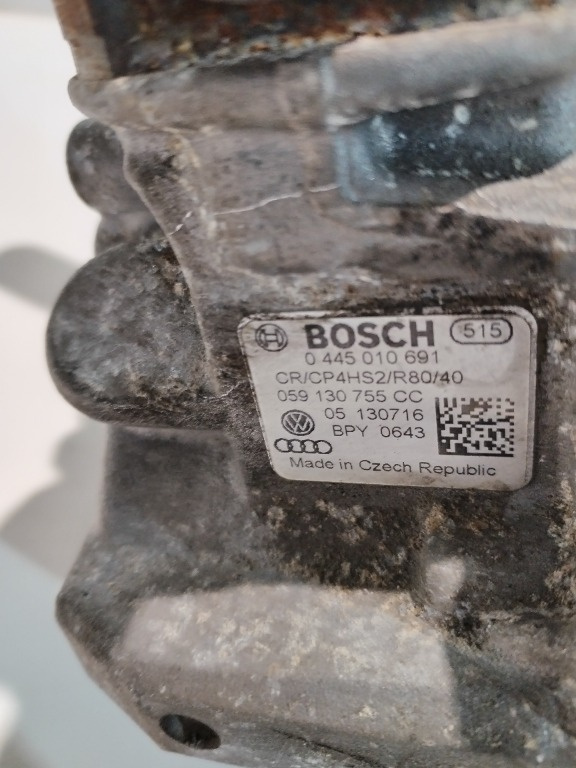 BOSCH 515
0 445 010 691
CR/CP4HS2/R80/40
059 130 755 CC
05 130716
BPY 0643
Made in Czech Republic